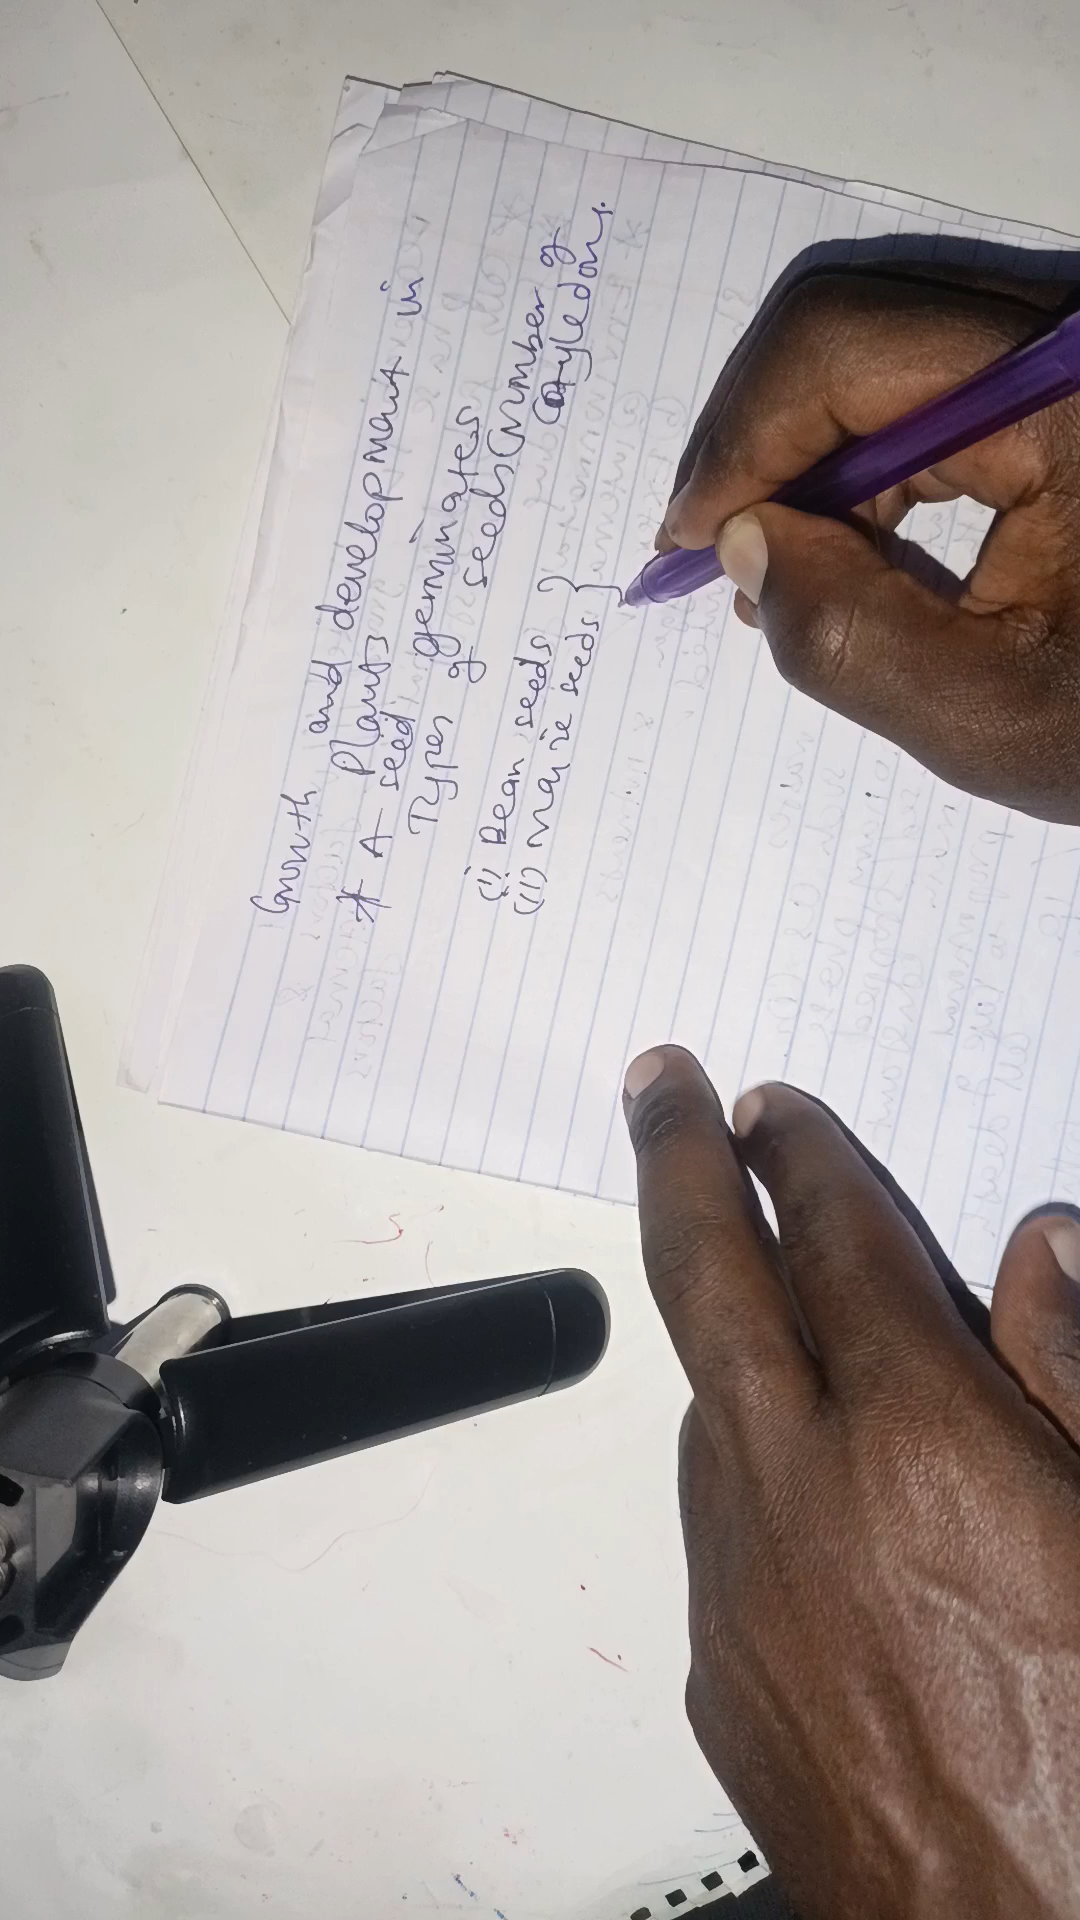 Growth and development in
Plants
* A seed germinates
Types of seeds (number of
cotyledons.
(i) Bean seeds }
(ii) maize seeds }